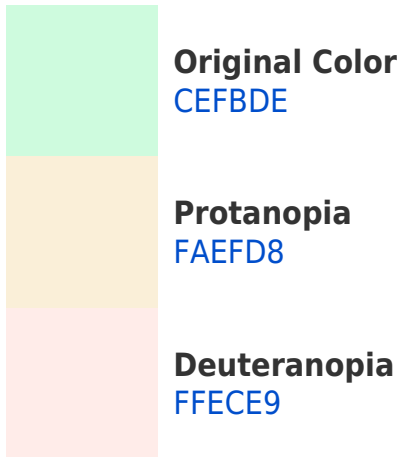 Original Color
CEFBDE
Protanopia
FAEFD8
Deuteranopia
FFECE9